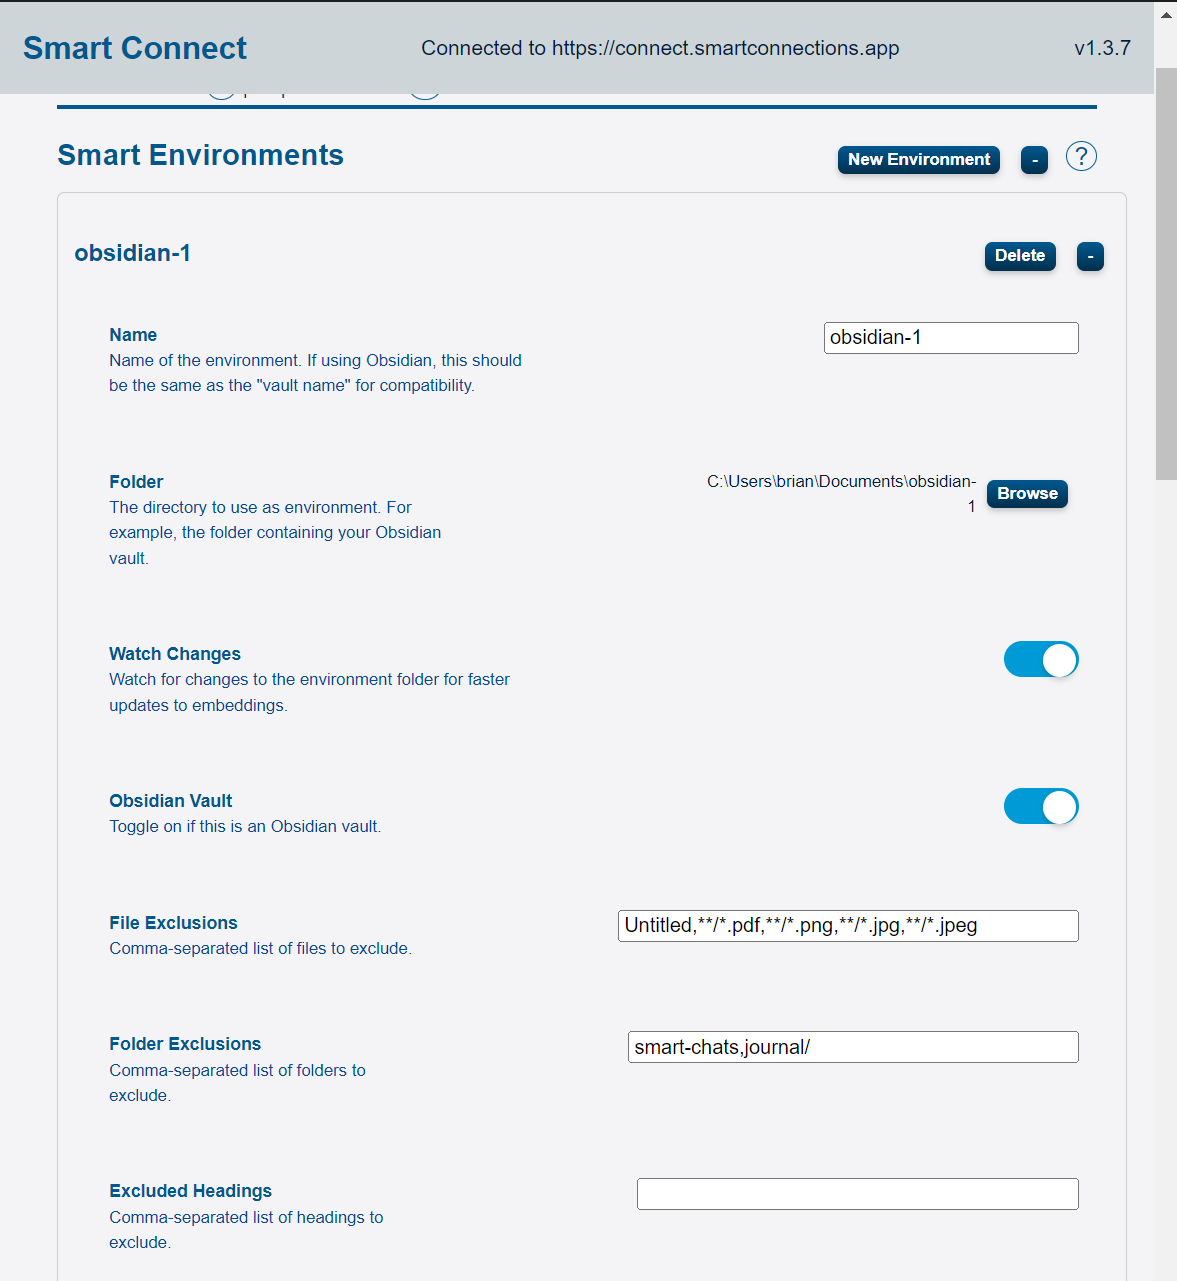 Smart Connect
Connected to https://connect.smartconnections.app
v1.3.7
Smart Environments
New Environment
-
?
obsidian-1
Delete
-
Name
Name of the environment. If using Obsidian, this should
be the same as the "vault name" for compatibility.
obsidian-1
Folder
The directory to use as environment. For
example, the folder containing your Obsidian
vault.
C:\Users\brian\Documents\obsidian-
1
Browse
Watch Changes
Watch for changes to the environment folder for faster
updates to embeddings.
Obsidian Vault
Toggle on if this is an Obsidian vault.
File Exclusions
Comma-separated list of files to exclude.
Untitled,**/*.pdf,**/*.png,**/*.jpg,**/*.jpeg
Folder Exclusions
Comma-separated list of folders to
exclude.
smart-chats,journal/
Excluded Headings
Comma-separated list of headings to
exclude.